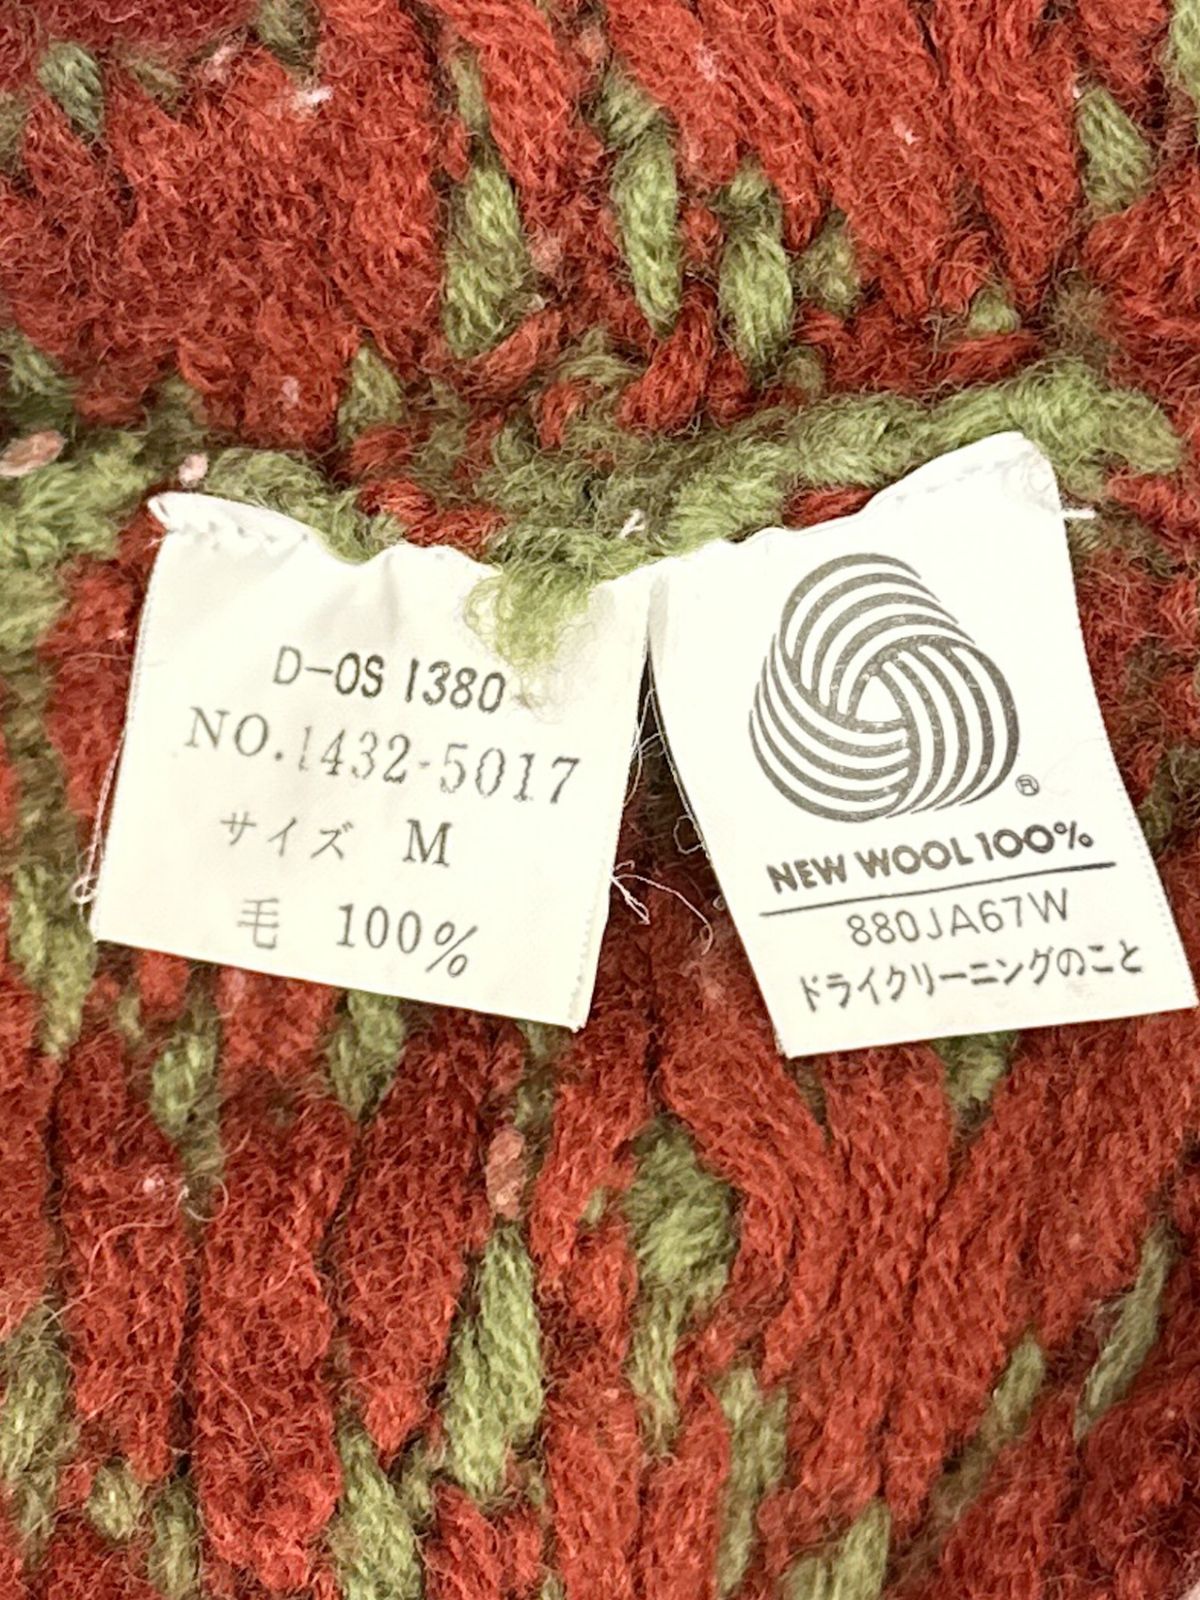 D-OS 1380
NO.1432-5017
サイズ M
毛 100%
®
NEW WOOL 100%
880JA67W
ドライクリーニングのこと